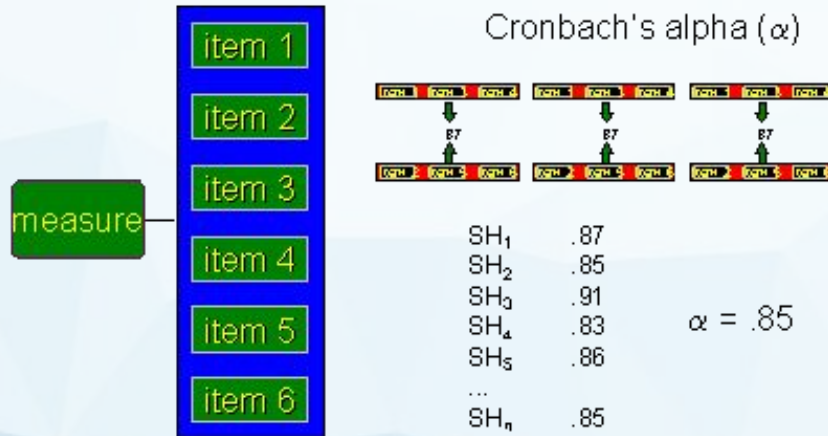 Cronbach's alpha (α)
measure
item 1
item 2
item 3
item 4
item 5
item 6
87
87
87
SH₁ .87
SH₂ .85
SH₃ .91
SH₄ .83
SH₅ .86
...
SHₙ .85
α = .85